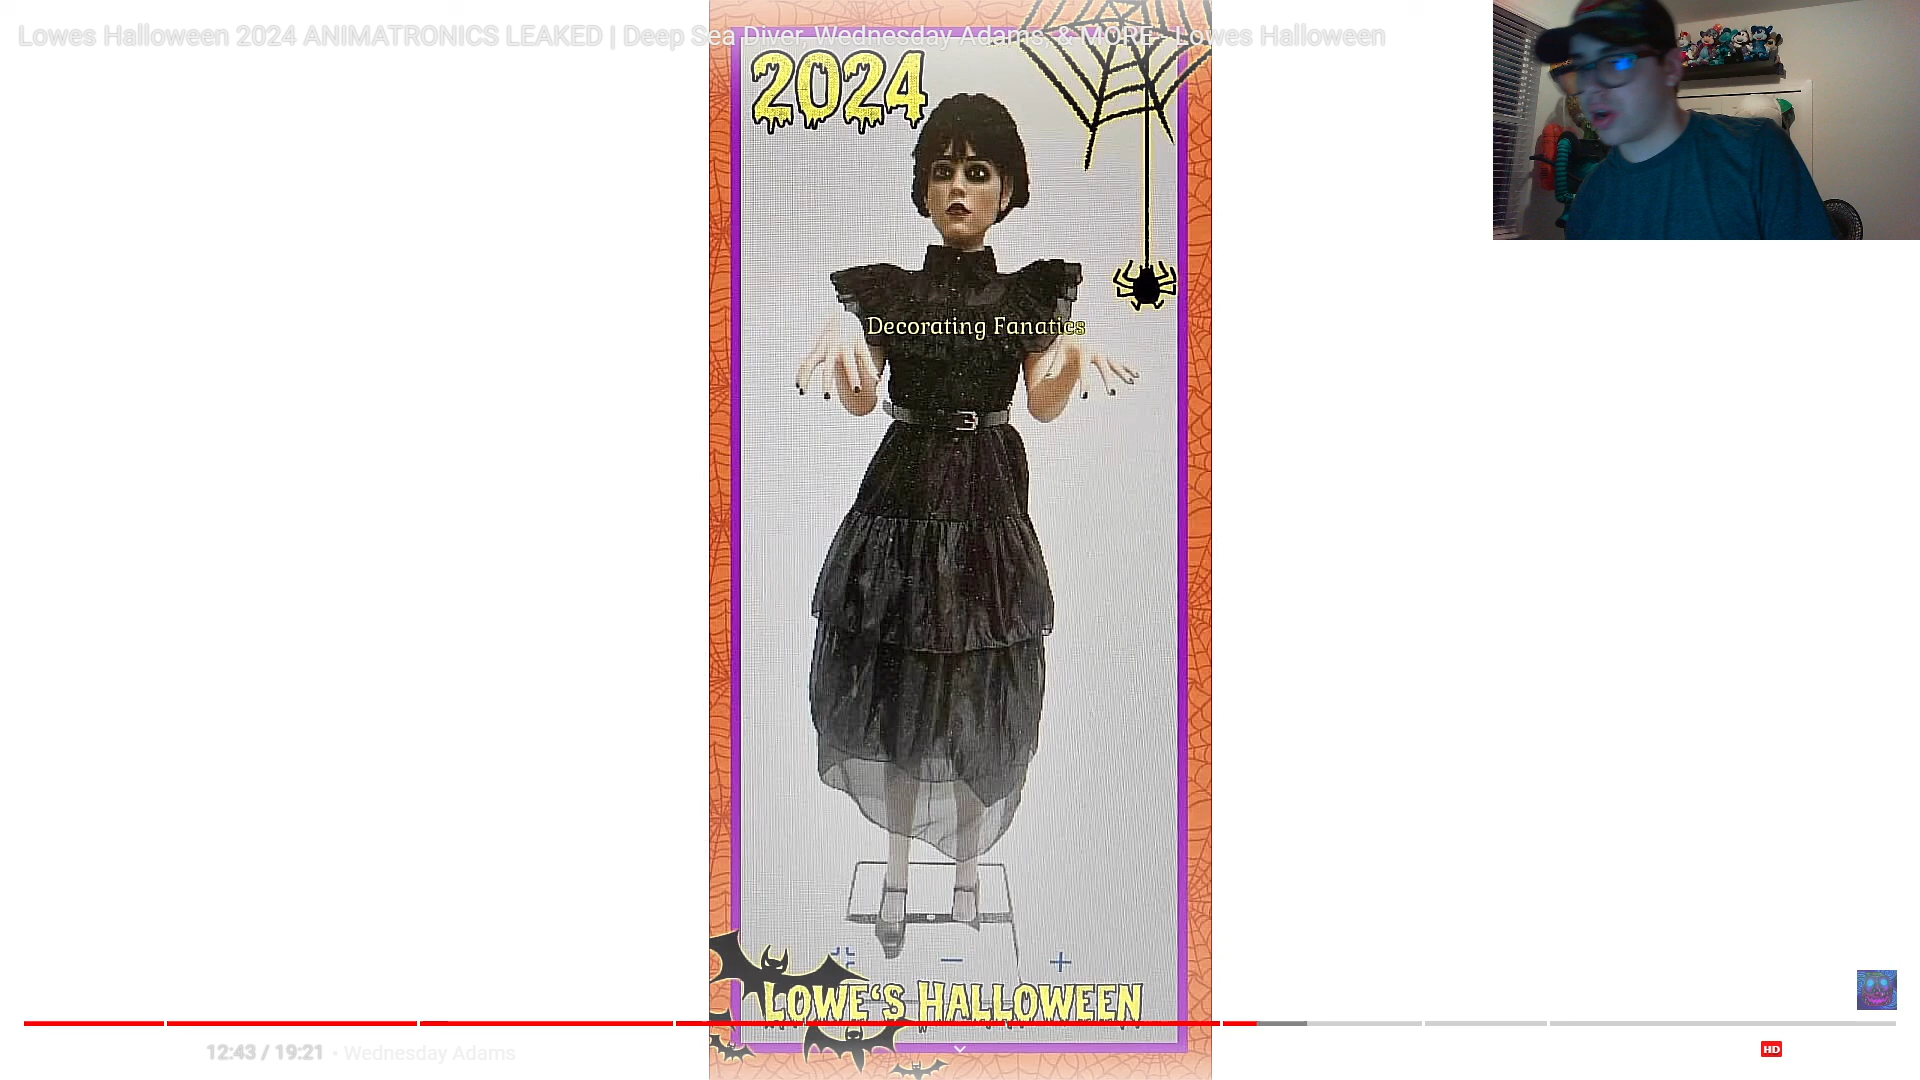 Lowes Halloween 2024 ANIMATRONICS LEAKED | Deep Sea Diver, Wednesday Adams, & MORE - Lowes Halloween
2024
Decorating Fanatics
LOWE'S HALLOWEEN
12:43 / 19:21 • Wednesday Adams
HD